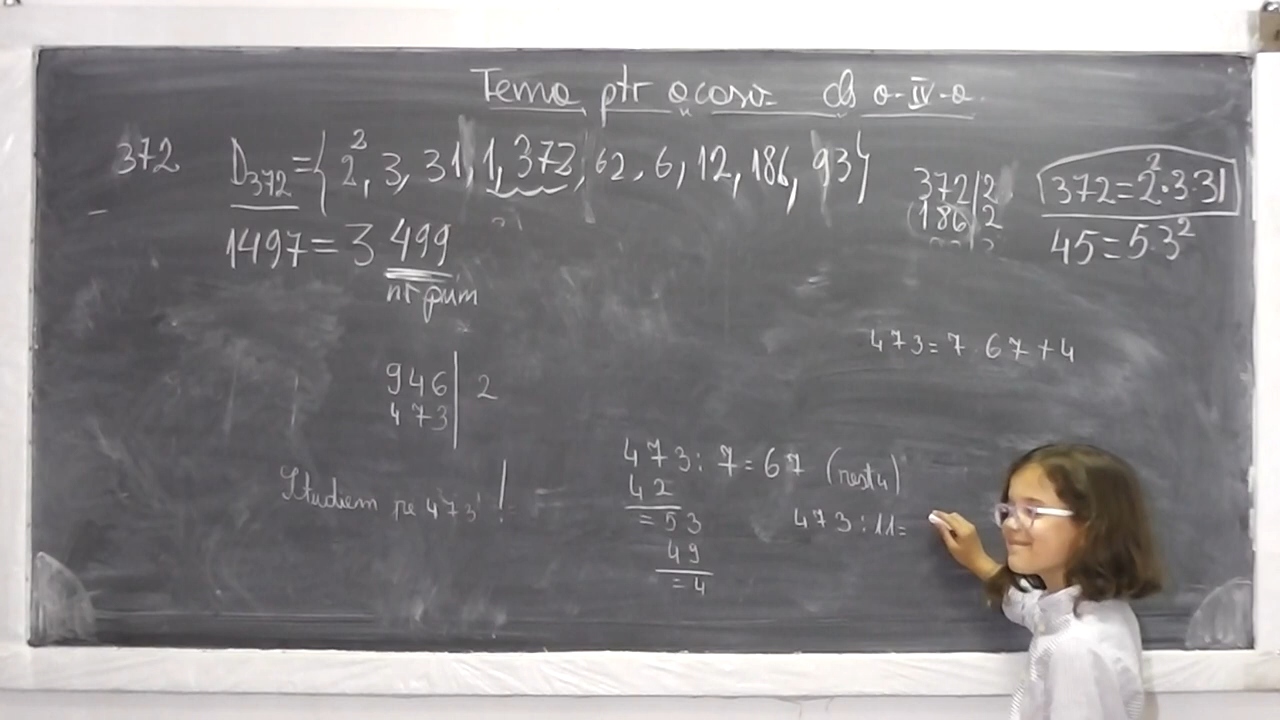 Tema ptr acasa cls a-IV-a
372 D₃₇₂={2², 3, 31, 1, 372, 62, 6, 12, 186, 93}
372|2
186|2
372=2²·3·31
45=5·3²
1497=3 499
nr prim
473=7·67+4
946|2
473|
Studiem pe 473!
473:7=67 (rest 4)
42
=53
49
=4
473:11=